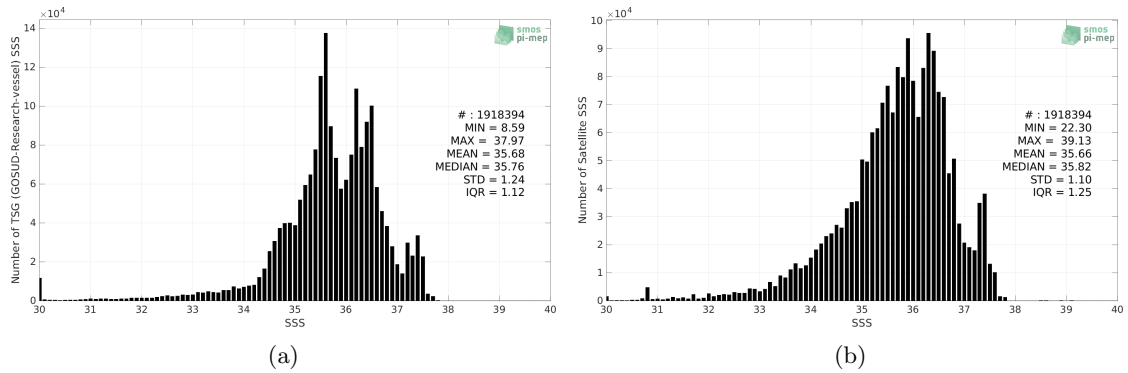 ×10⁴
14
12
10
8
6
4
2
0
30 31 32 33 34 35 36 37 38 39 40
SSS
Number of TSG (GOSUD-Research-vessel) SSS
smos
pi-mep
# : 1918394
MIN = 8.59
MAX = 37.97
MEAN = 35.68
MEDIAN = 35.76
STD = 1.24
IQR = 1.12
(a)
×10⁴
10
9
8
7
6
5
4
3
2
1
0
30 31 32 33 34 35 36 37 38 39 40
SSS
Number of Satellite SSS
smos
pi-mep
# : 1918394
MIN = 22.30
MAX = 39.13
MEAN = 35.66
MEDIAN = 35.82
STD = 1.10
IQR = 1.25
(b)